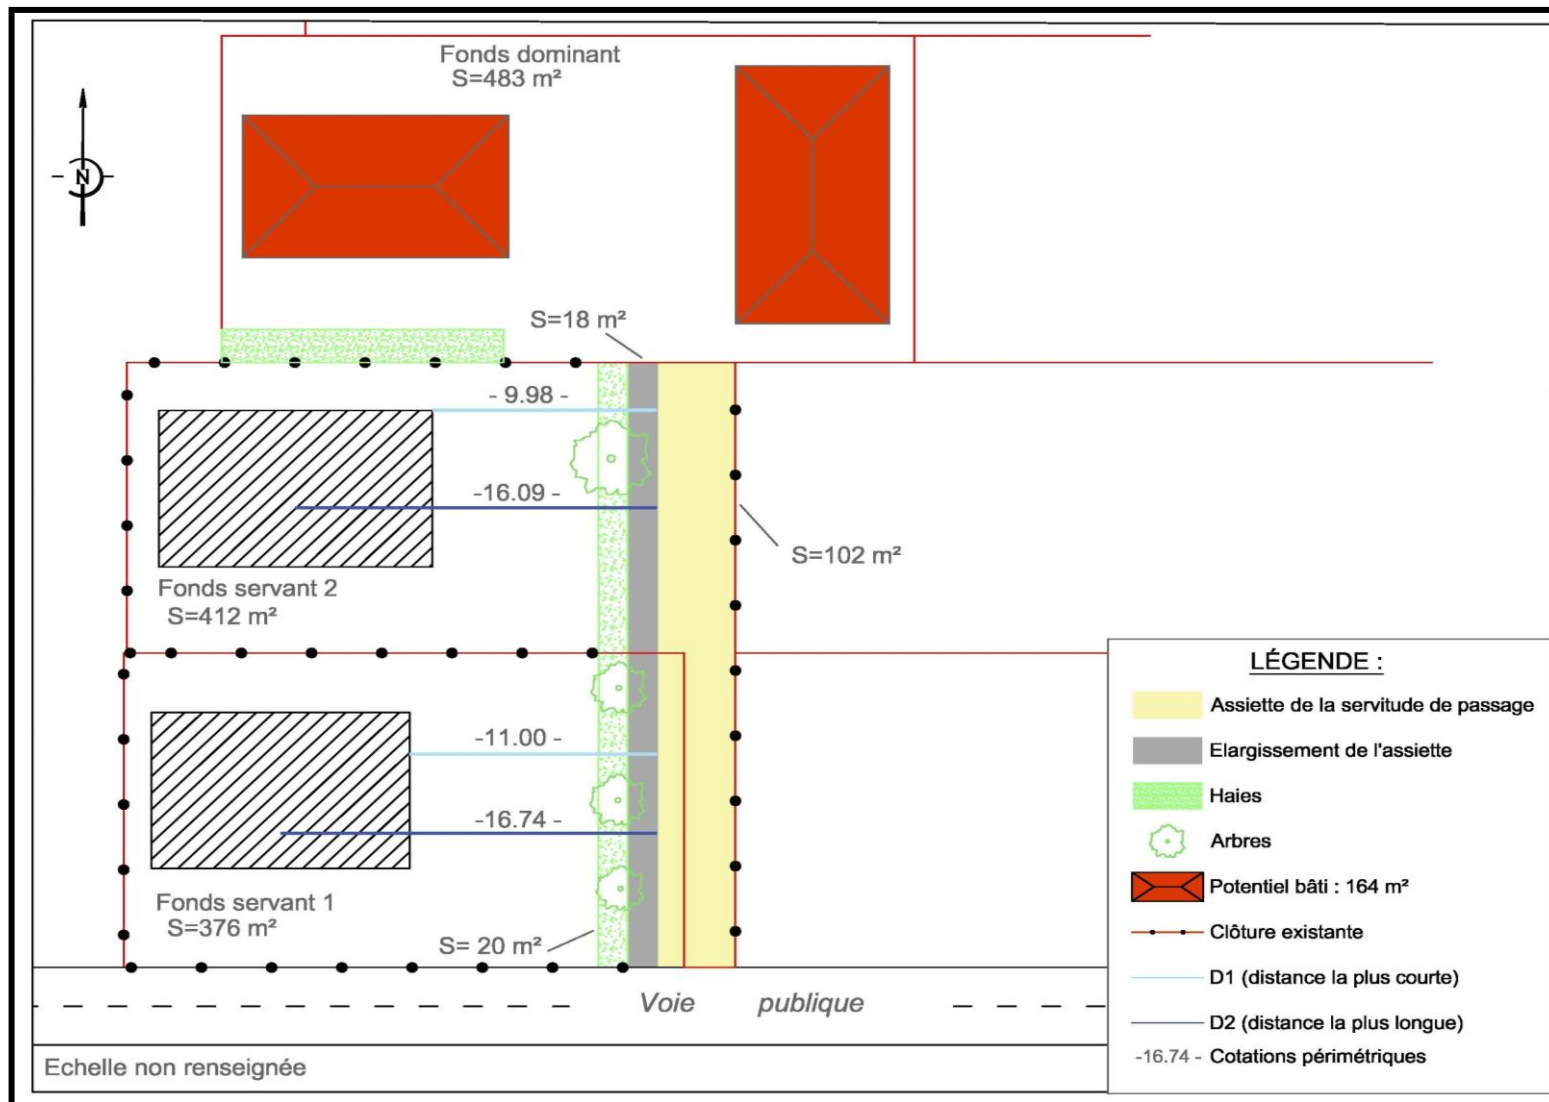 Fonds dominant
S=483 m²
N
S=18 m²
- 9.98 -
-16.09 -
S=102 m²
Fonds servant 2
S=412 m²
-11.00 -
-16.74 -
Fonds servant 1
S=376 m²
S= 20 m²
Voie publique
Echelle non renseignée
LÉGENDE :
Assiette de la servitude de passage
Elargissement de l'assiette
Haies
Arbres
Potentiel bâti : 164 m²
Clôture existante
D1 (distance la plus courte)
D2 (distance la plus longue)
-16.74 - Cotations périmétriques